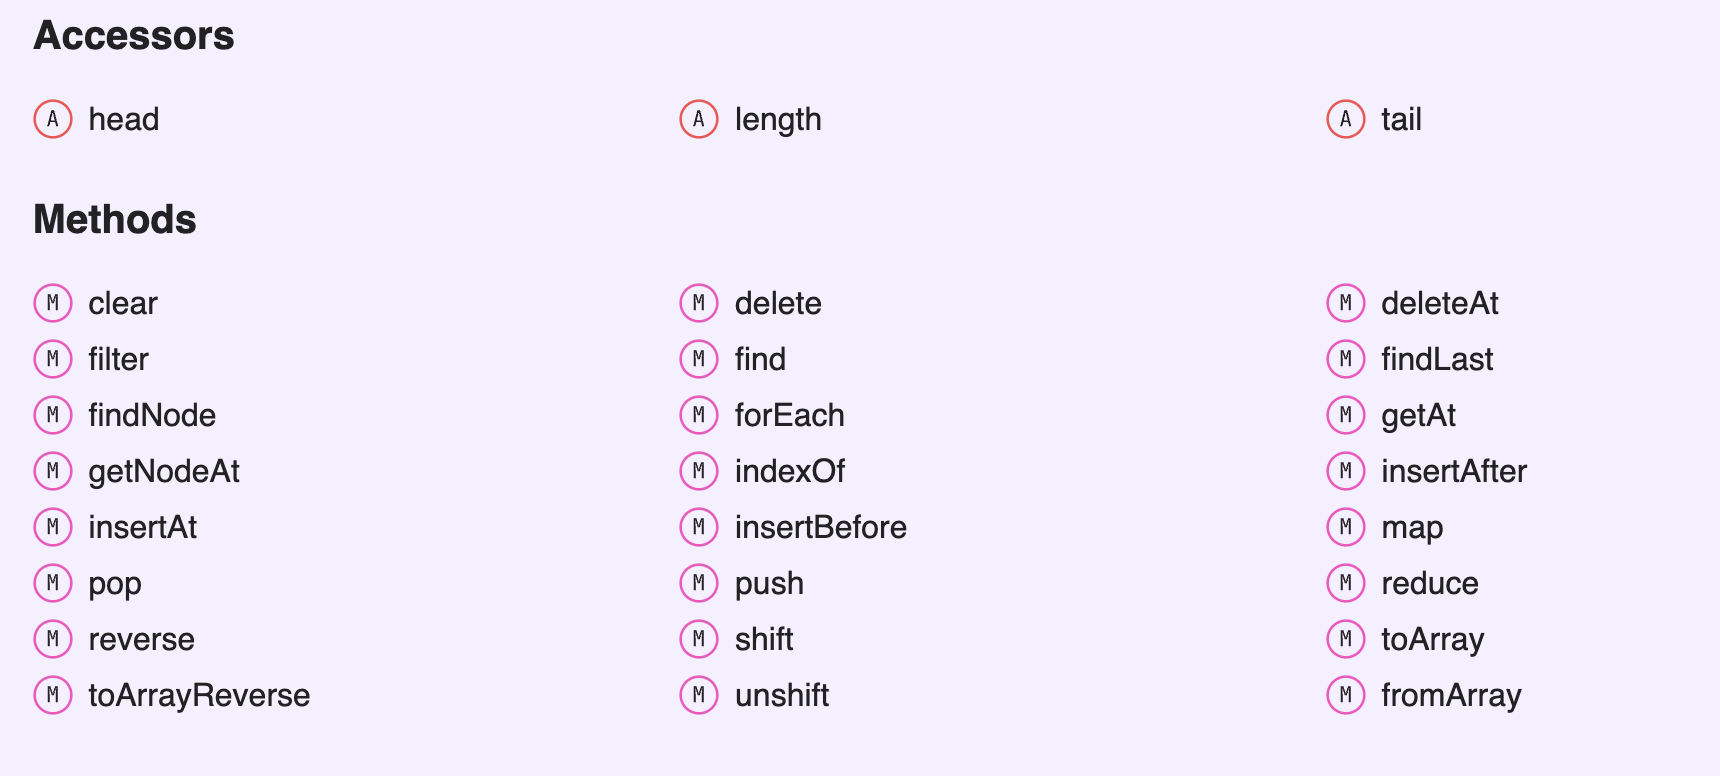 Accessors
A head A length A tail
Methods
M clear M delete M deleteAt
M filter M find M findLast
M findNode M forEach M getAt
M getNodeAt M indexOf M insertAfter
M insertAt M insertBefore M map
M pop M push M reduce
M reverse M shift M toArray
M toArrayReverse M unshift M fromArray